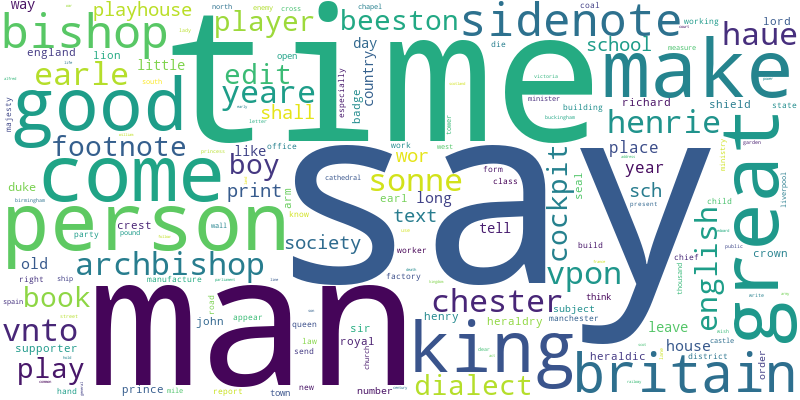 way playhouse player beeston sidenote north enemy cross coal chapel working lord
bishop time make haue
england lion little open day die school measure
earle edit country richard shield state
good yeare especially badge minister building victoria
majesty south shall henrie buckingham tower
footnote letter office work west place great
come boy like wor cockpit year ministry garden
cathedral form class sonne seal sch address
duke print arm know earl long present child liverpool
birmingham person say text tell english crown public
crest pound wall society worker build chief thousand
party archbishop factory vpon
old manufacture subject think write
right ship chester manchester
spain book road man king henry heraldry leave castle
vnto street john appear queen sir royal house district order
supporter law send heraldic
play church dialect britain
hand prince mile report town new number railway